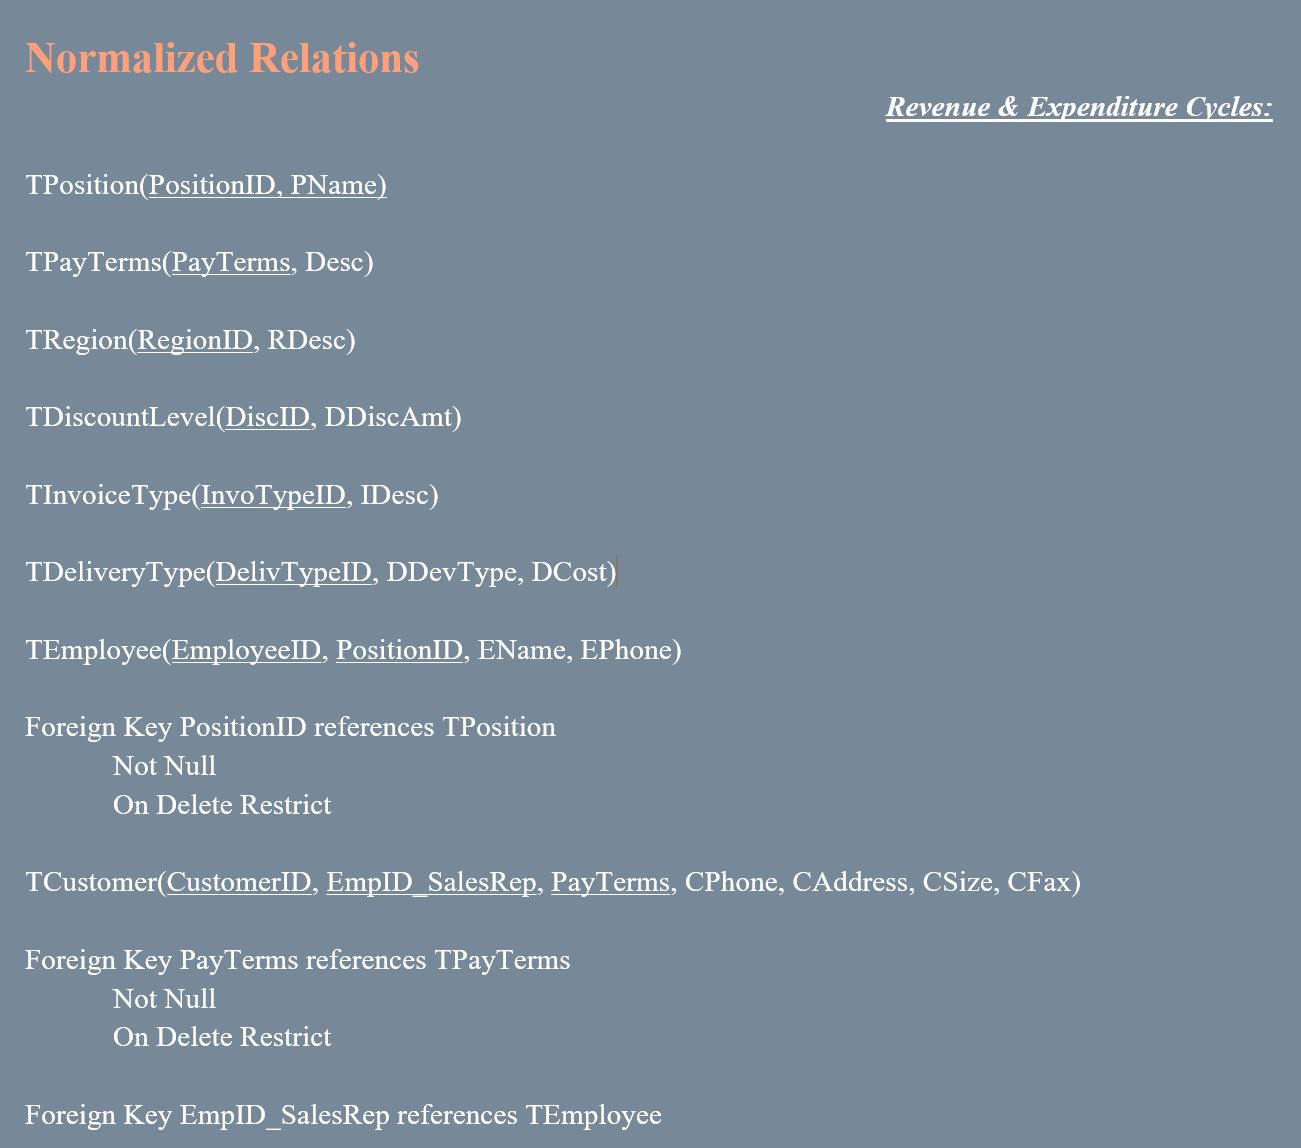 Normalized Relations
Revenue & Expenditure Cycles:
TPosition(PositionID, PName)
TPayTerms(PayTerms, Desc)
TRegion(RegionID, RDesc)
TDiscountLevel(DiscID, DDiscAmt)
TInvoiceType(InvoTypeID, IDesc)
TDeliveryType(DelivTypeID, DDevType, DCost)
TEmployee(EmployeeID, PositionID, EName, EPhone)
Foreign Key PositionID references TPosition
Not Null
On Delete Restrict
TCustomer(CustomerID, EmpID_SalesRep, PayTerms, CPhone, CAddress, CSize, CFax)
Foreign Key PayTerms references TPayTerms
Not Null
On Delete Restrict
Foreign Key EmpID_SalesRep references TEmployee